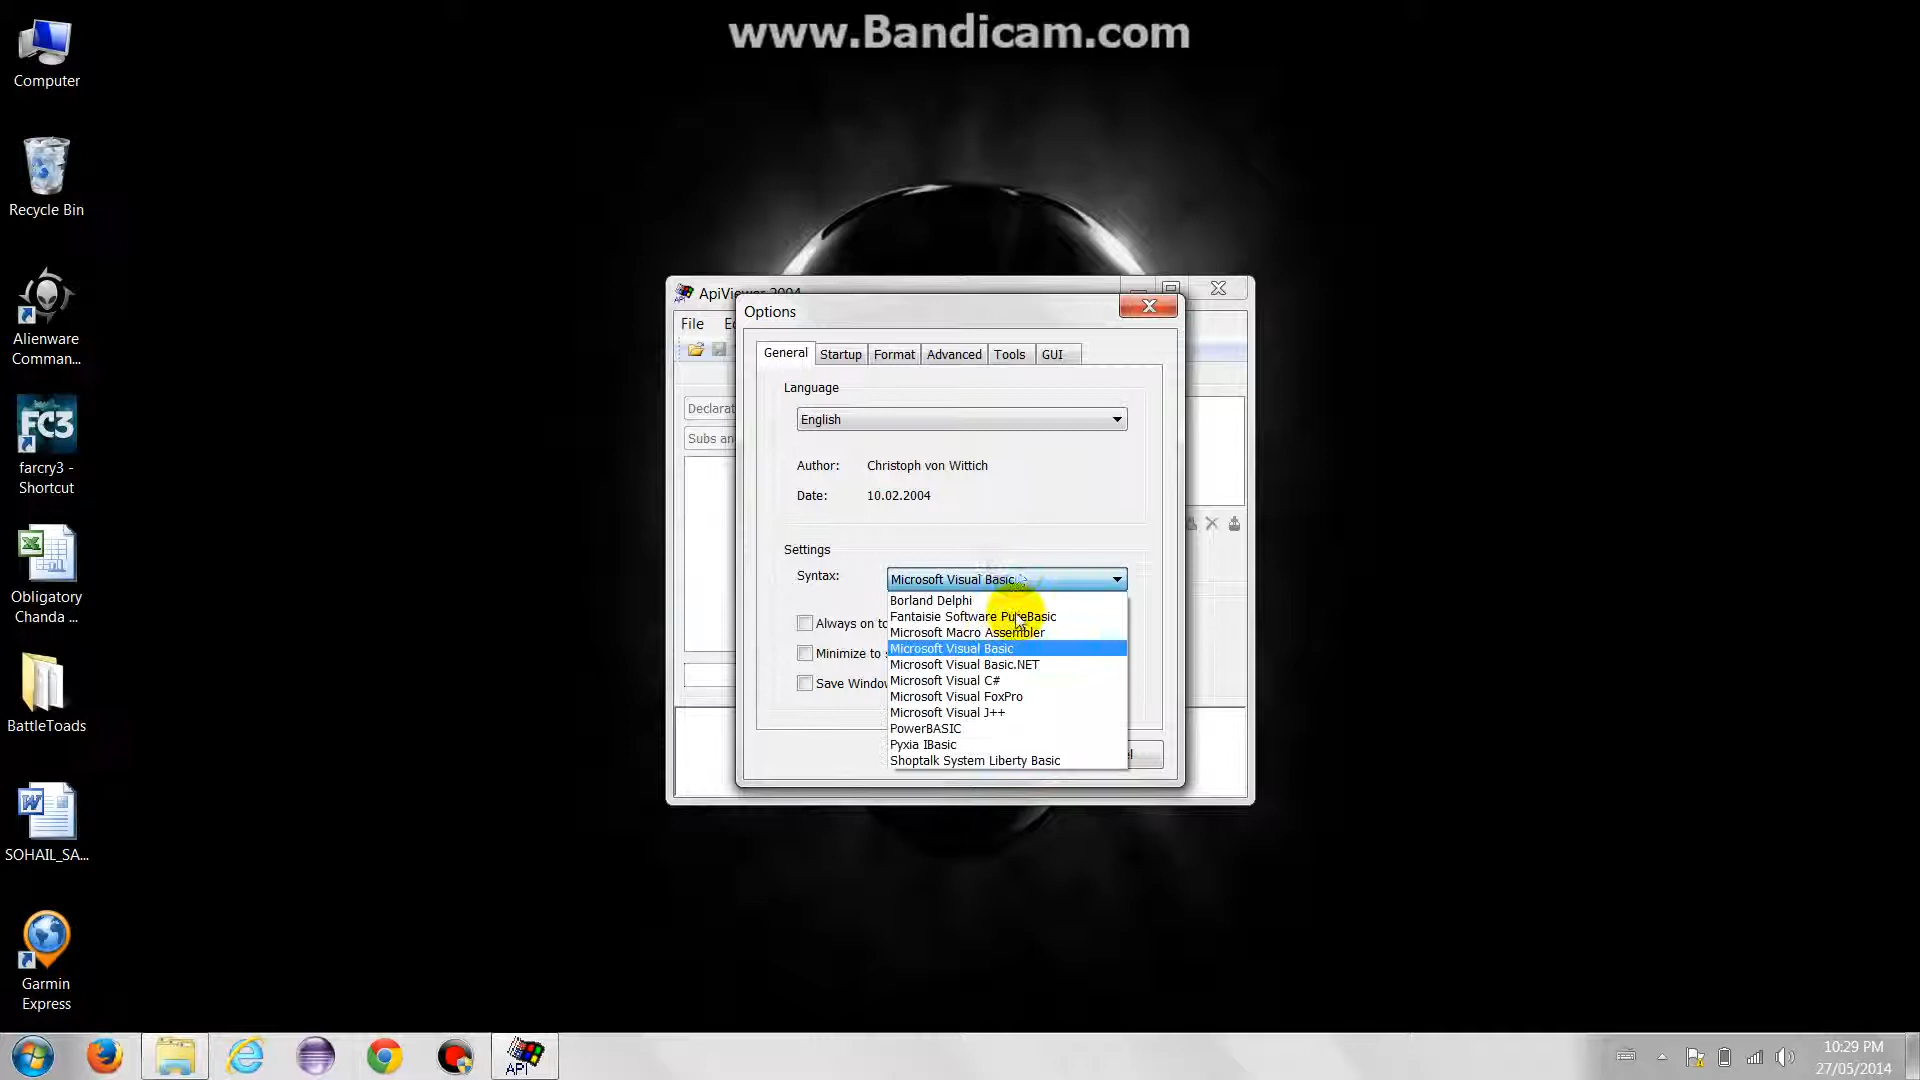 www.Bandicam.com
Computer
Recycle Bin
Alienware
Comman...
FC3
farcry3 -
Shortcut
Obligatory
Chanda ...
BattleToads
SOHAIL_SA...
Garmin
Express
ApiViewer 2004
File
Options
General Startup Format Advanced Tools GUI
Language
English
Author: Christoph von Wittich
Date: 10.02.2004
Settings
Syntax: Microsoft Visual Basic
Borland Delphi
Fantaisie Software PureBasic
Microsoft Macro Assembler
Microsoft Visual Basic
Microsoft Visual Basic.NET
Microsoft Visual C#
Microsoft Visual FoxPro
Microsoft Visual J++
PowerBASIC
Pyxia IBasic
Shoptalk System Liberty Basic
Always on to
Minimize to
Save Window
Declarat
Subs an
API
10:29 PM
27/05/2014